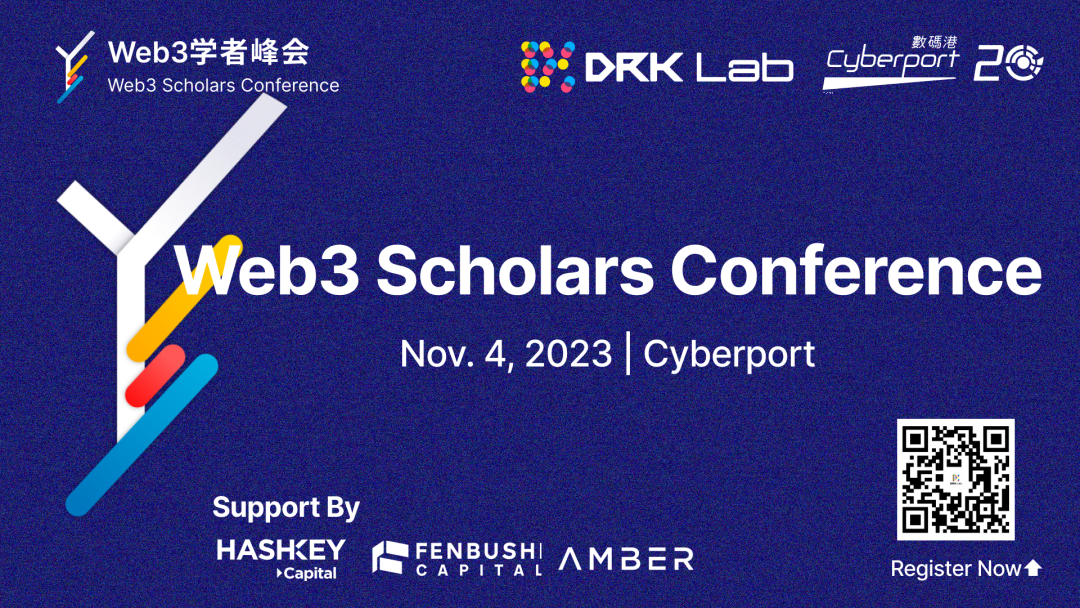 Web3学者峰会
Web3 Scholars Conference
DRK Lab
數碼港
Cyberport
20
Web3 Scholars Conference
Nov. 4, 2023 | Cyberport
Support By
HASHKEY
Capital
FENBUSHI
CAPITAL
AMBER
Register Now